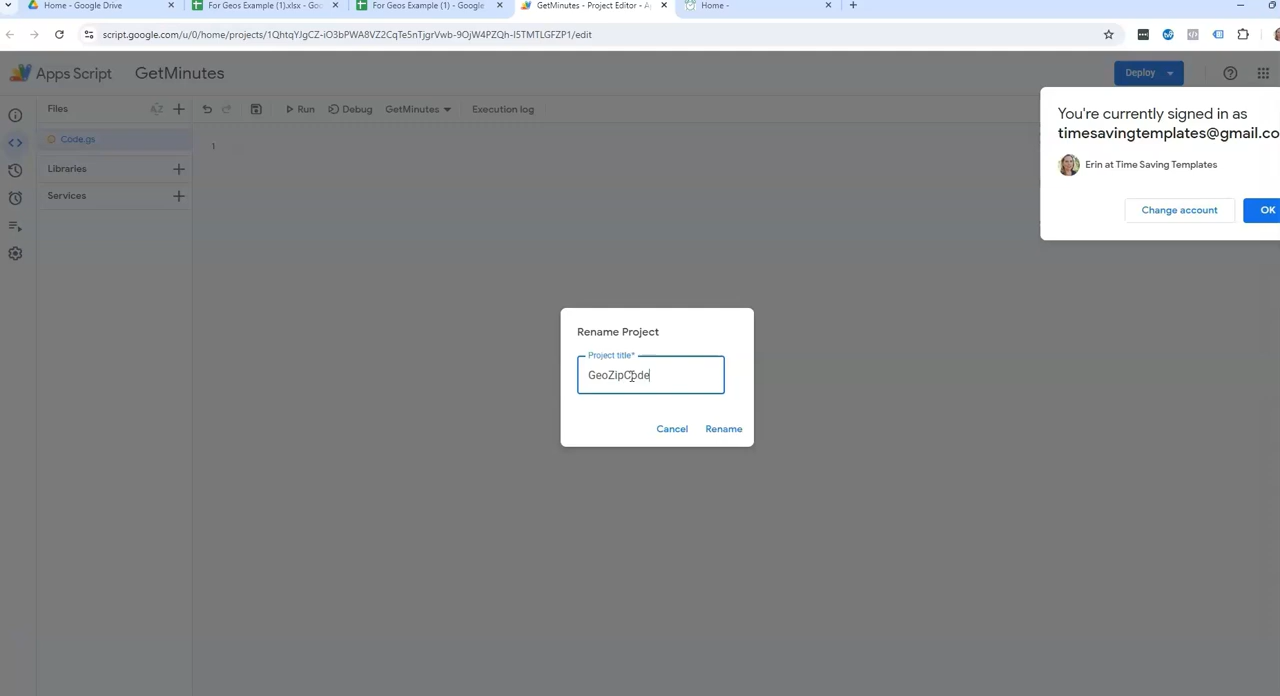 Home - Google Drive
For Geos Example (1).xlsx - Goo
For Geos Example (1) - Google
GetMinutes - Project Editor - A
Home -
script.google.com/u/0/home/projects/1QhtqYJgCZ-iO3bPWA8VZ2CqTe5nTjgrVwb-9OjW4PZQh-I5TMTLGFZP1/edit
Apps Script
GetMinutes
Deploy
Files
Run
Debug
GetMinutes
Execution log
You're currently signed in as
timesavingtemplates@gmail.co
Code.gs
1
Erin at Time Saving Templates
Libraries
Services
Change account
OK
Rename Project
Project title*
GeoZipCode
Cancel
Rename